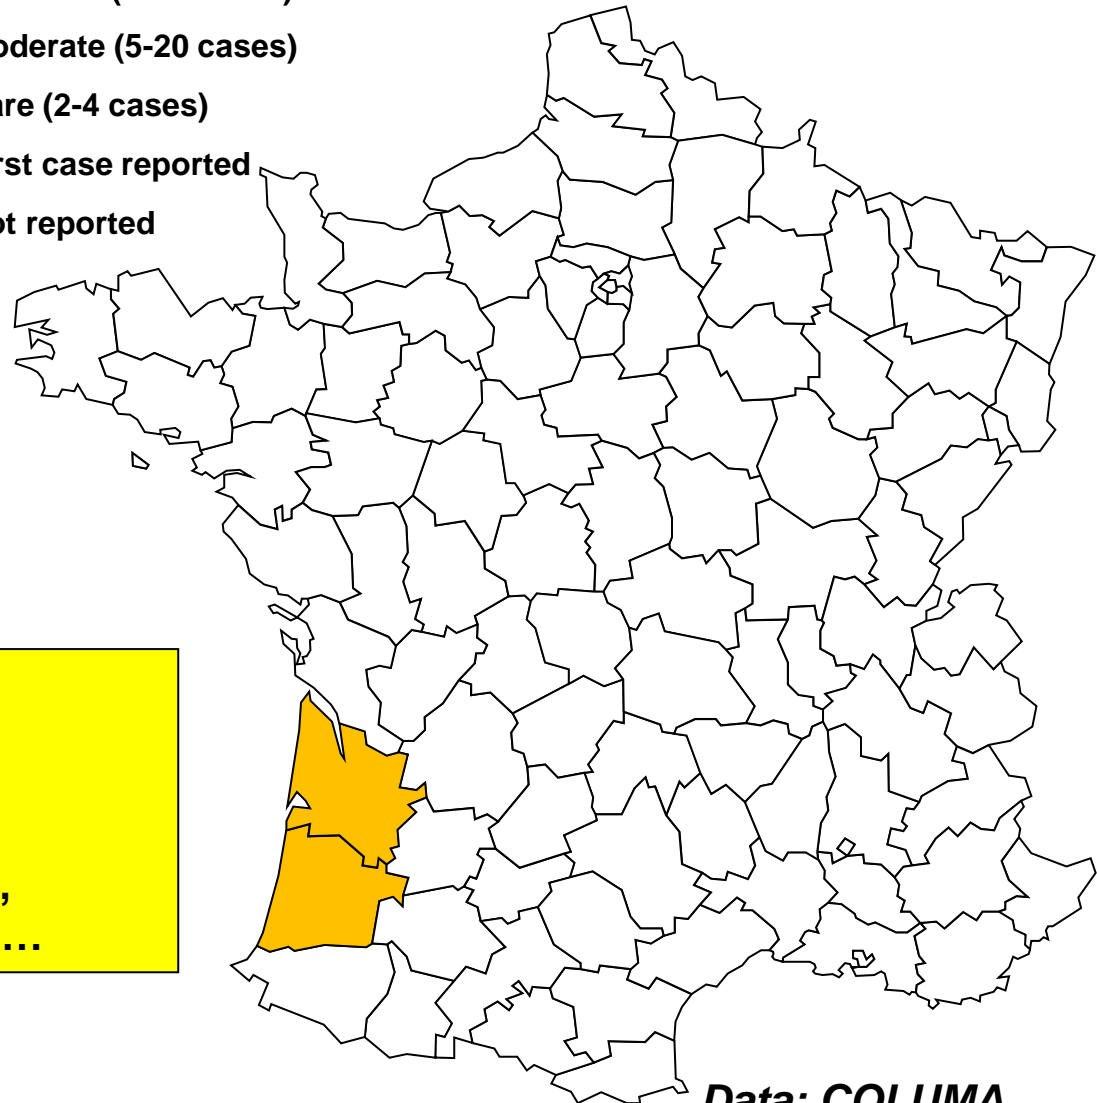 oderate (5-20 cases)
are (2-4 cases)
rst case reported
ot reported
,
...
Data: COLUMA